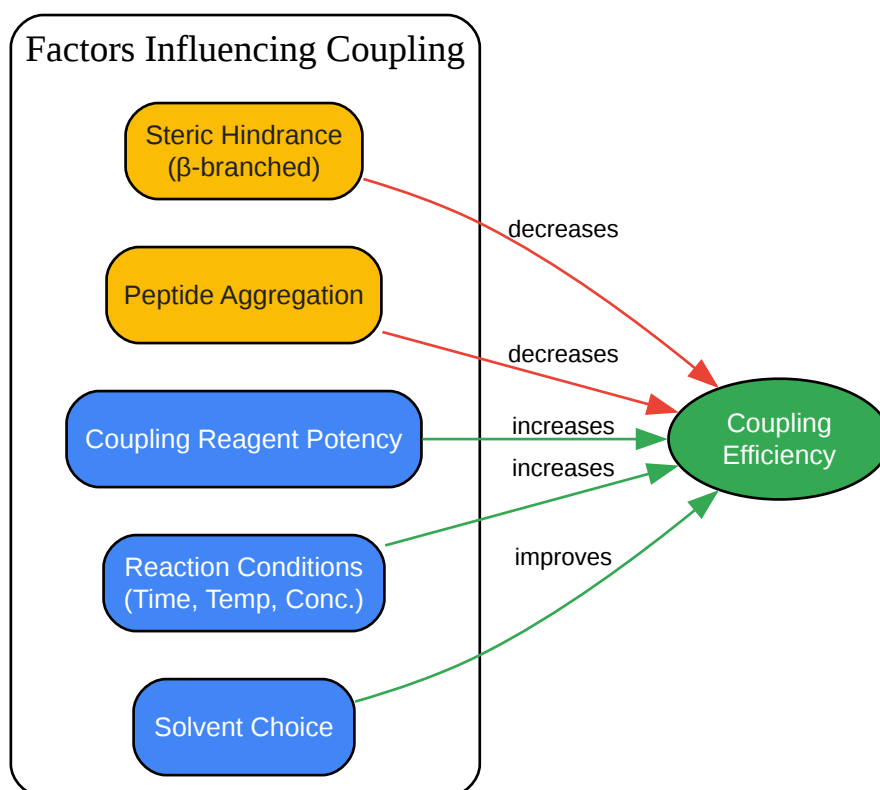 Factors Influencing Coupling
Steric Hindrance
(β-branched)
decreases
Peptide Aggregation
decreases
Coupling Reagent Potency
increases
Coupling
Efficiency
increases
Reaction Conditions
(Time, Temp, Conc.)
improves
Solvent Choice